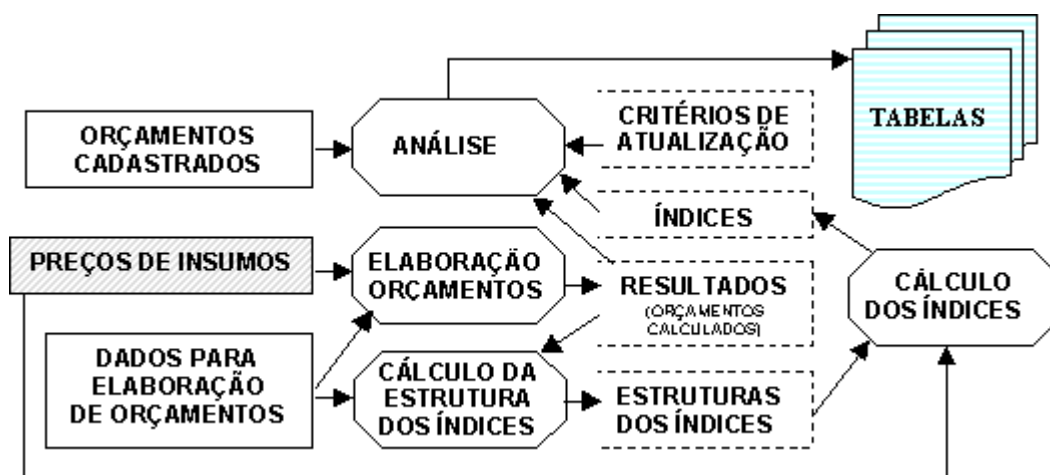 ORÇAMENTOS
CADASTRADOS
ANÁLISE
CRITÉRIOS DE
ATUALIZAÇÃO
TABELAS
ÍNDICES
PREÇOS DE INSUMOS
ELABORAÇÃO
ORÇAMENTOS
RESULTADOS
(ORÇAMENTOS
CALCULADOS)
CÁLCULO
DOS ÍNDICES
DADOS PARA
ELABORAÇÃO
DE ORÇAMENTOS
CÁLCULO DA
ESTRUTURA
DOS ÍNDICES
ESTRUTURAS
DOS ÍNDICES